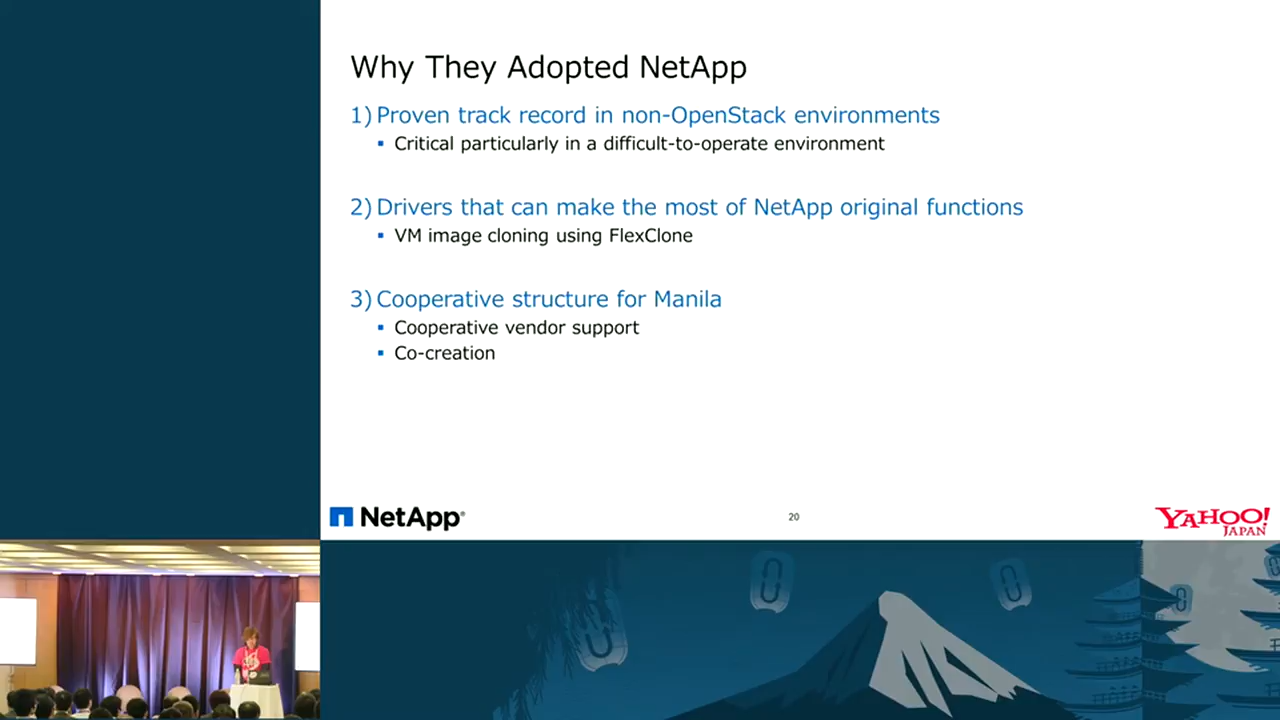 Why They Adopted NetApp
1) Proven track record in non-OpenStack environments
▪ Critical particularly in a difficult-to-operate environment
2) Drivers that can make the most of NetApp original functions
▪ VM image cloning using FlexClone
3) Cooperative structure for Manila
▪ Cooperative vendor support
▪ Co-creation
NetApp®
20
YAHOO!
JAPAN